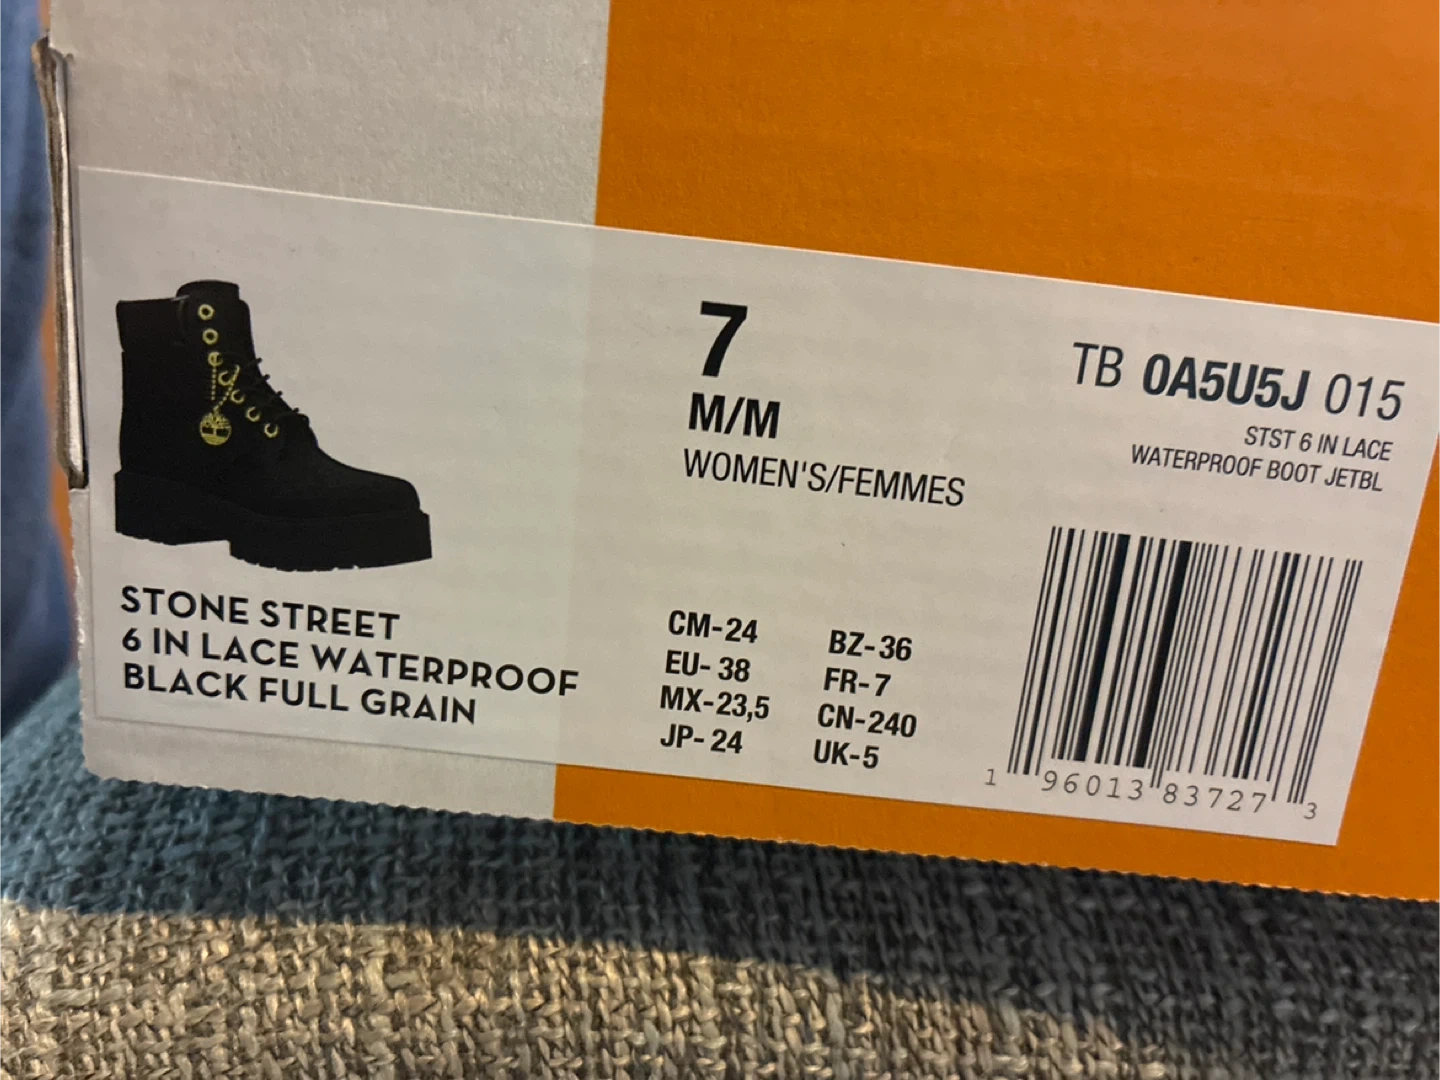 STONE STREET
6 IN LACE WATERPROOF
BLACK FULL GRAIN
7
M/M
WOMEN'S/FEMMES
CM-24 BZ-36
EU-38 FR-7
MX-23,5 CN-240
JP-24 UK-5
TB 0A5U5J 015
STST 6 IN LACE
WATERPROOF BOOT JETBL
1 96013 83727 3